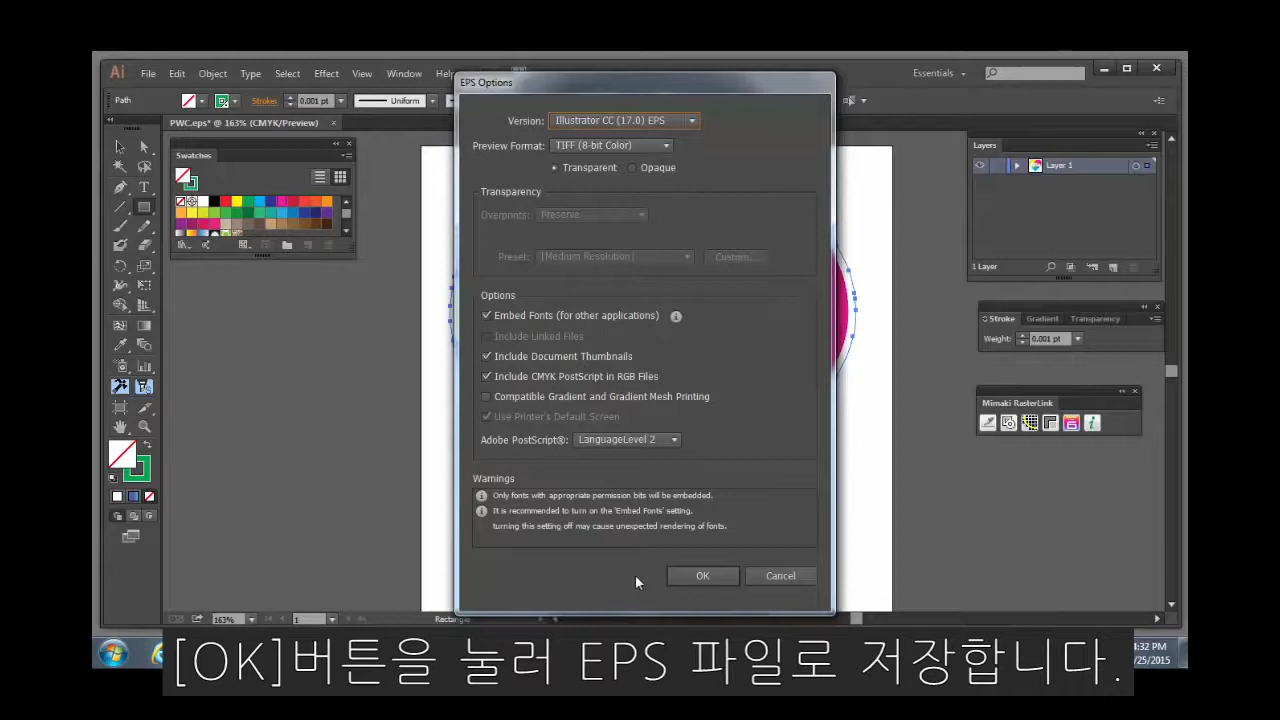 EPS Options
Ai File Edit Object Type Select Effect View Window Help
Essentials
Path Stroke: 0.001 pt Uniform
PWC.eps* @ 163% (CMYK/Preview) ×
Swatches
Version: Illustrator CC (17.0) EPS
Preview Format: TIFF (8-bit Color)
Transparent Opaque
Transparency
Overprints: Preserve
Preset: [Medium Resolution] Custom...
Options
Embed Fonts (for other applications)
Include Linked Files
Include Document Thumbnails
Include CMYK PostScript in RGB Files
Compatible Gradient and Gradient Mesh Printing
Use Printer's Default Screen
Adobe PostScript®: LanguageLevel 2
Warnings
Only fonts with appropriate permission bits will be embedded.
It is recommended to turn on the 'Embed Fonts' setting,
turning this setting off may cause unexpected rendering of fonts.
OK Cancel
Layers
Layer 1
1 Layer
Stroke Gradient Transparency
Weight: 0.001 pt
Mimaki RasterLink
163% 1 Rectangle
4:32 PM
/25/2015
[OK]버튼을 눌러 EPS 파일로 저장합니다.